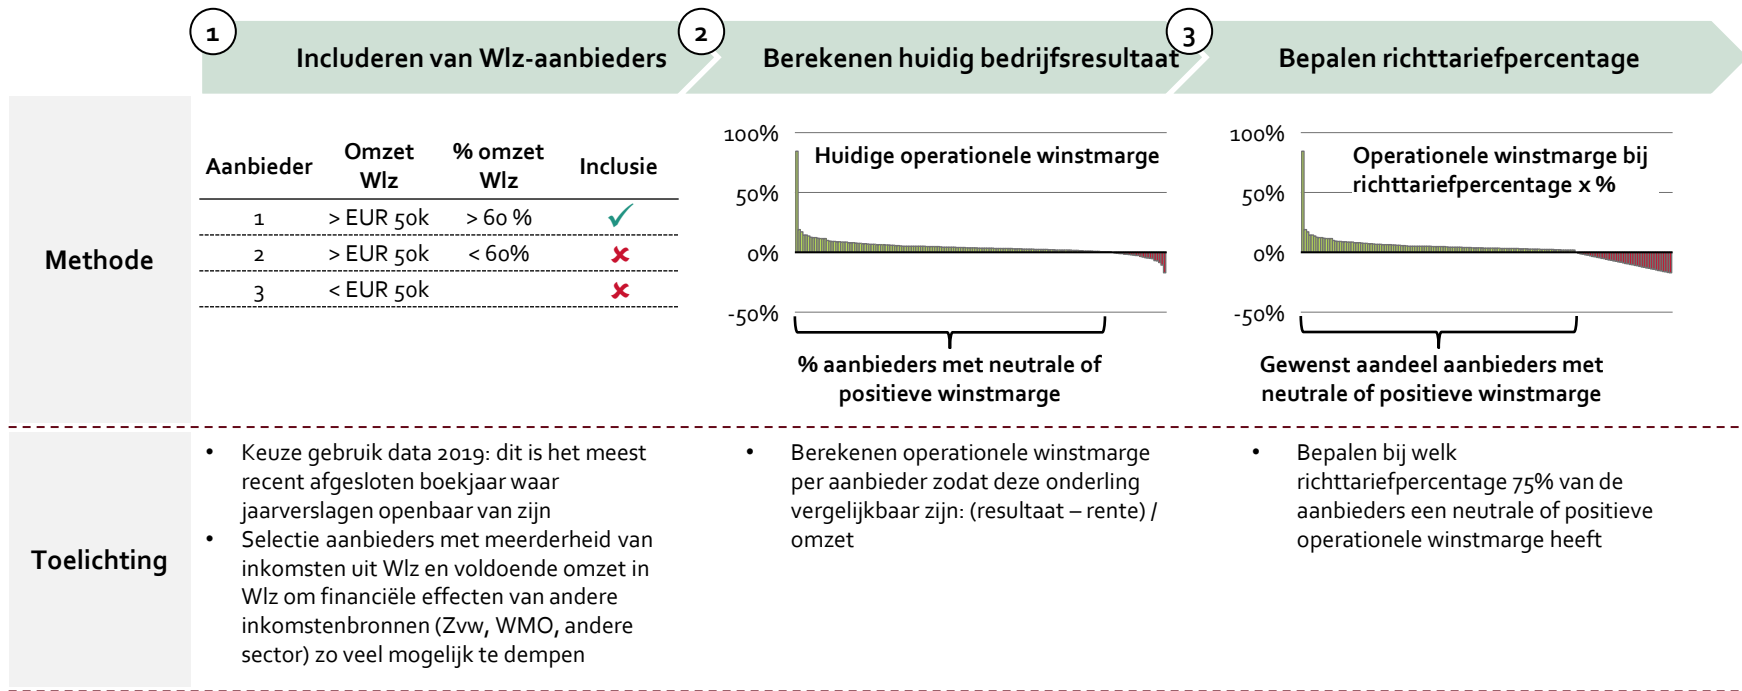 1
Includeren van Wlz-aanbieders
2
Berekenen huidig bedrijfsresultaat
3
Bepalen richttariefpercentage
Methode
Aanbieder Omzet Wlz % omzet Wlz Inclusie
1 > EUR 50k > 60 % ✓
2 > EUR 50k < 60% ✘
3 < EUR 50k ✘
100%
50%
0%
-50%
Huidige operationele winstmarge
% aanbieders met neutrale of
positieve winstmarge
100%
50%
0%
-50%
Operationele winstmarge bij
richttariefpercentage x %
Gewenst aandeel aanbieders met
neutrale of positieve winstmarge
Toelichting
• Keuze gebruik data 2019: dit is het meest
recent afgesloten boekjaar waar
jaarverslagen openbaar van zijn
• Selectie aanbieders met meerderheid van
inkomsten uit Wlz en voldoende omzet in
Wlz om financiële effecten van andere
inkomstenbronnen (Zvw, WMO, andere
sector) zo veel mogelijk te dempen
• Berekenen operationele winstmarge
per aanbieder zodat deze onderling
vergelijkbaar zijn: (resultaat – rente) /
omzet
• Bepalen bij welk
richttariefpercentage 75% van de
aanbieders een neutrale of positieve
operationele winstmarge heeft